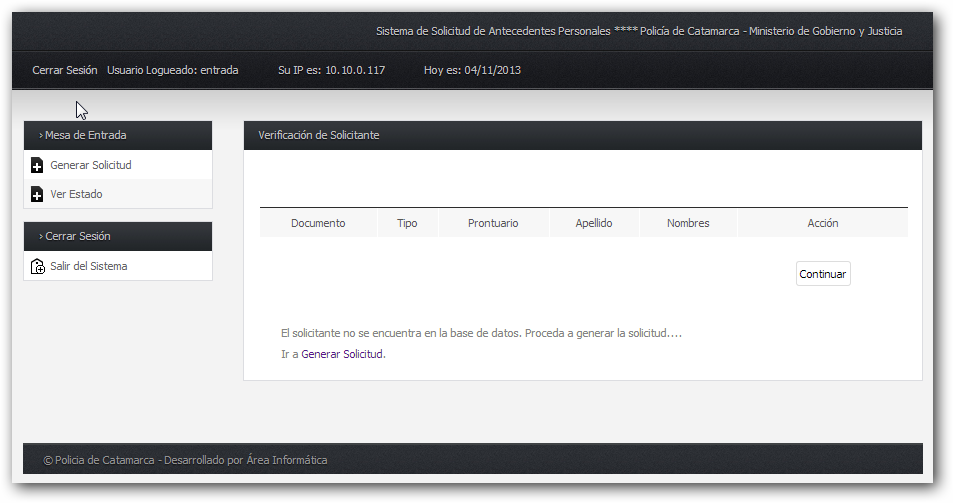 Sistema de Solicitud de Antecedentes Personales **** Policía de Catamarca - Ministerio de Gobierno y Justicia
Cerrar Sesión Usuario Logueado: entrada Su IP es: 10.10.0.117 Hoy es: 04/11/2013
› Mesa de Entrada
Generar Solicitud
Ver Estado
› Cerrar Sesión
Salir del Sistema
Verificación de Solicitante
Documento Tipo Prontuario Apellido Nombres Acción
Continuar
El solicitante no se encuentra en la base de datos. Proceda a generar la solicitud....
Ir a Generar Solicitud.
© Policia de Catamarca - Desarrollado por Área Informática